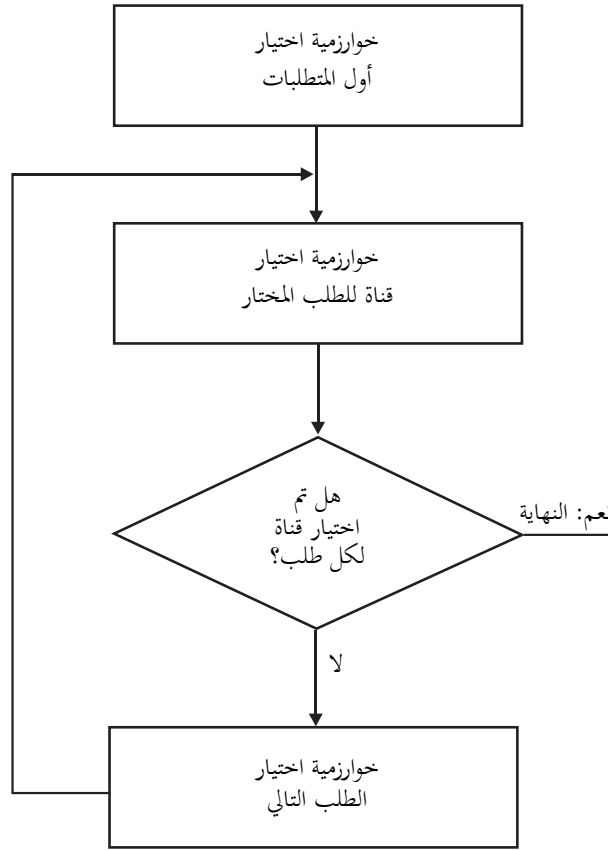 خوارزمية اختيار
أول المتطلبات
خوارزمية اختيار
قناة للطلب المختار
هل تم
اختيار قناة
لكل طلب؟
نعم: النهاية
لا
خوارزمية اختيار
الطلب التالي